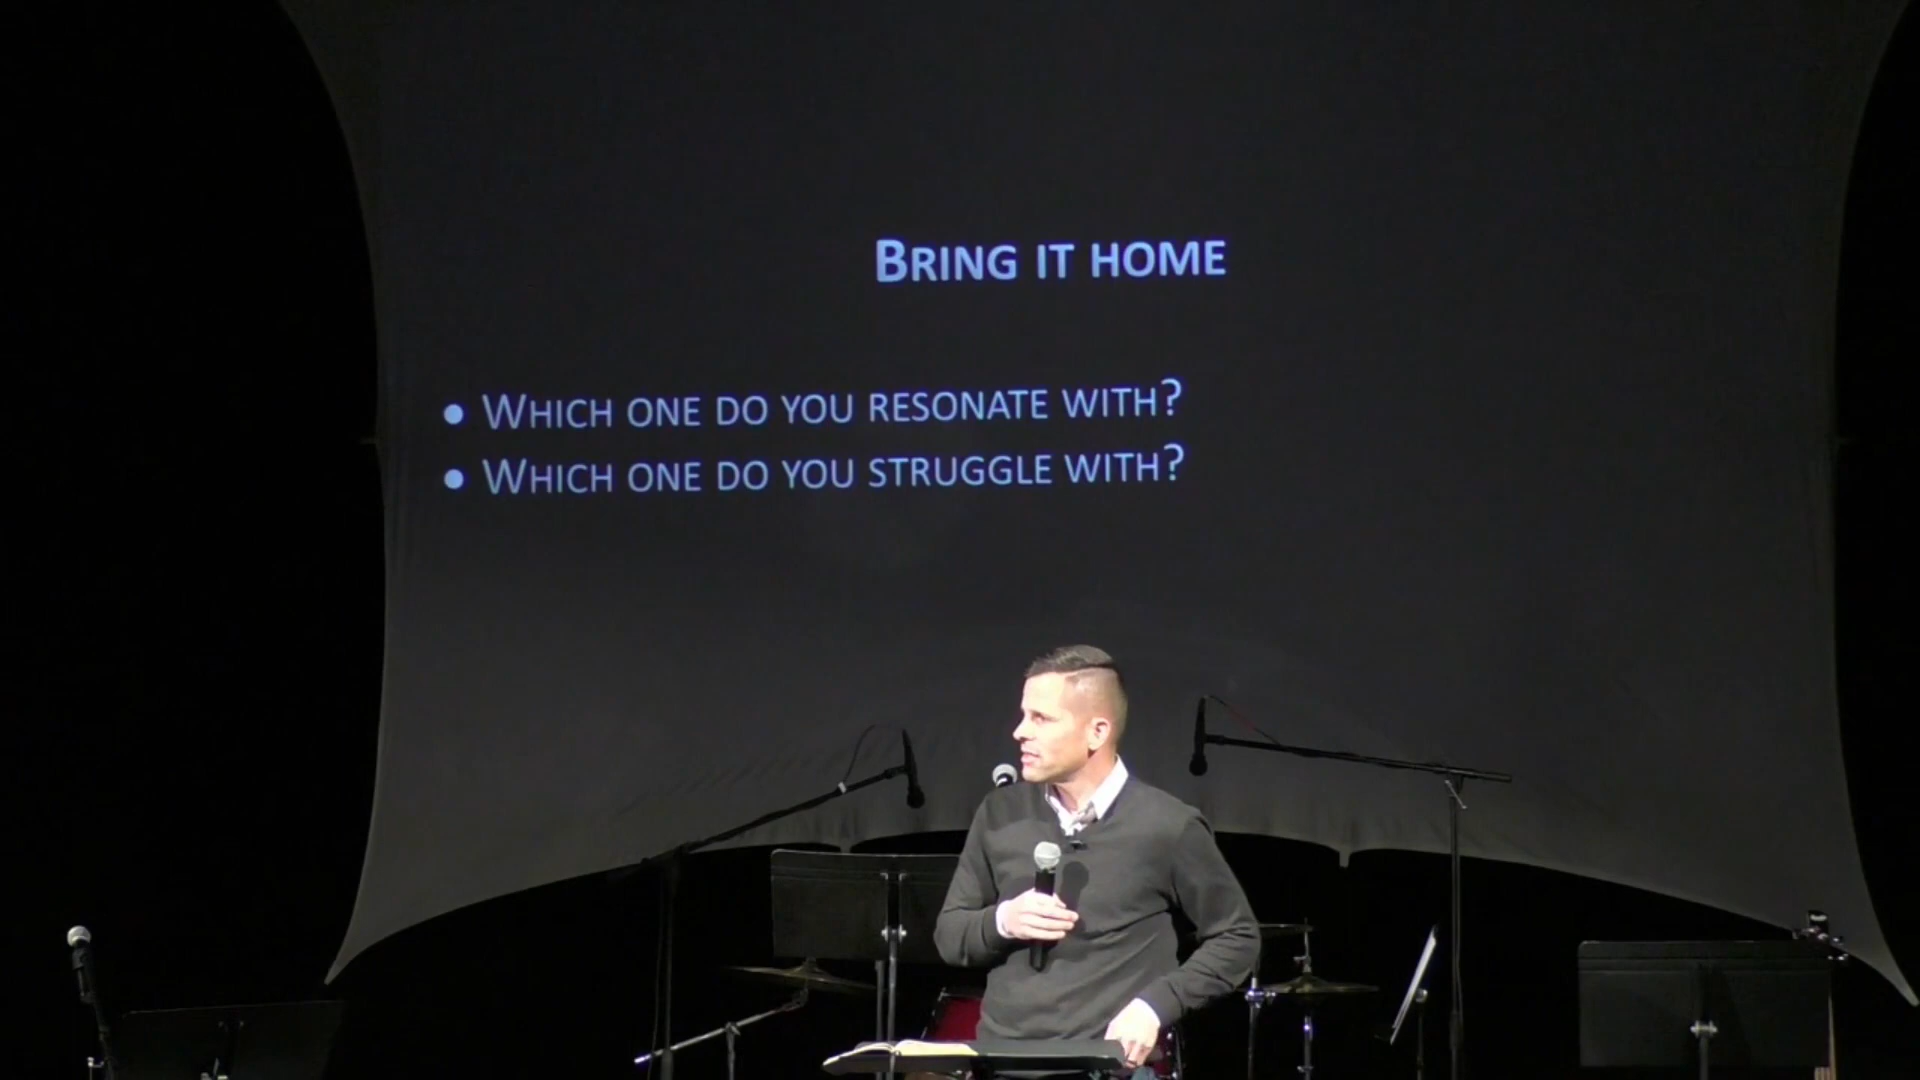 Bring it home
• Which one do you resonate with?
• Which one do you struggle with?